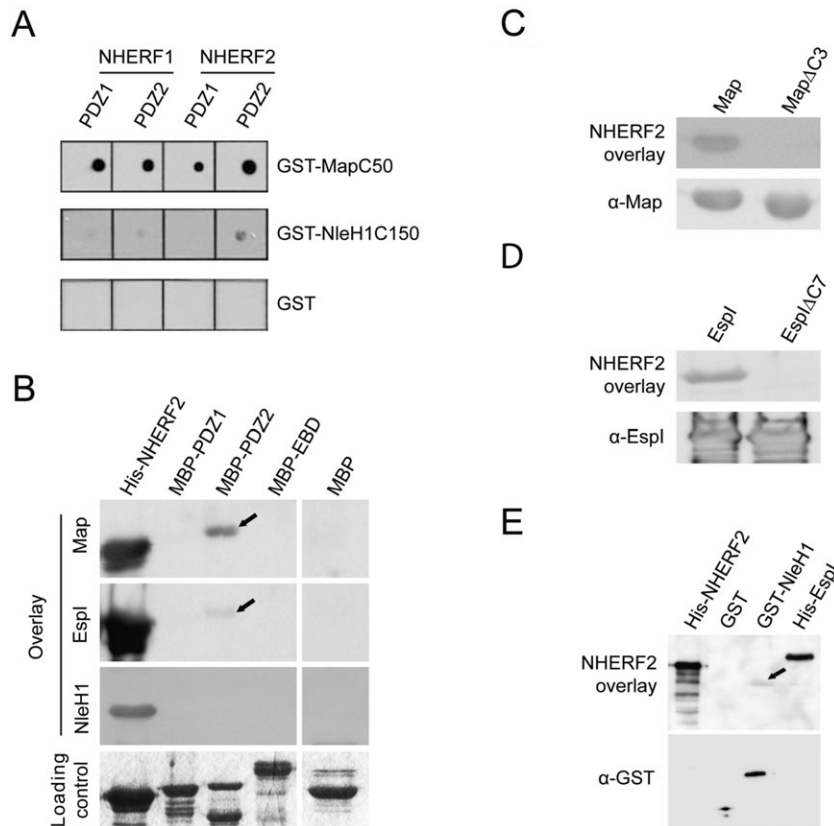 A
NHERF1 NHERF2
PDZ1 PDZ2 PDZ1 PDZ2
GST-MapC50
GST-NleH1C150
GST
B
His-NHERF2 MBP-PDZ1 MBP-PDZ2 MBP-EBD MBP
Overlay
Map
EspI
NleH1
Loading
control
C
Map MapΔC3
NHERF2
overlay
α-Map
D
EspI EspIΔC7
NHERF2
overlay
α-EspI
E
His-NHERF2 GST GST-NleH1 His-EspI
NHERF2
overlay
α-GST